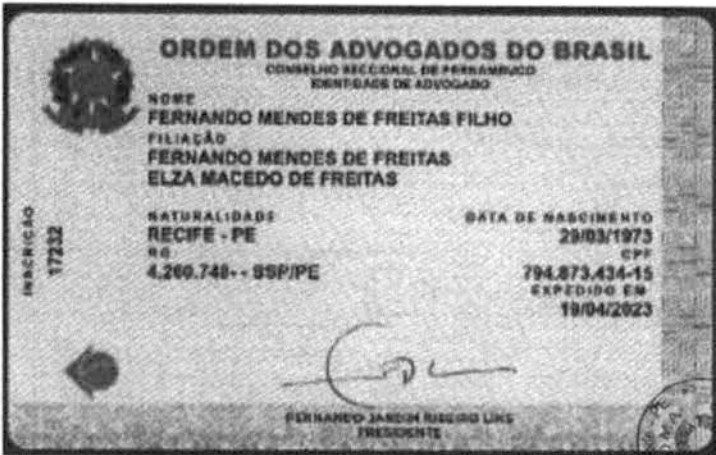 ORDEM DOS ADVOGADOS DO BRASIL
CONSELHO SECCIONAL DE PERNAMBUCO
IDENTIDADE DE ADVOGADO
NOME
FERNANDO MENDES DE FREITAS FILHO
FILIAÇÃO
FERNANDO MENDES DE FREITAS
ELZA MACEDO DE FREITAS
NATURALIDADE
RECIFE - PE
DATA DE NASCIMENTO
29/03/1973
RG
4.260.748-- SSP/PE
CPF
794.873.434-15
EXPEDIDO EM
19/04/2023
INSCRIÇÃO
17232
FERNANDO JARDIM RIBEIRO LINS
PRESIDENTE